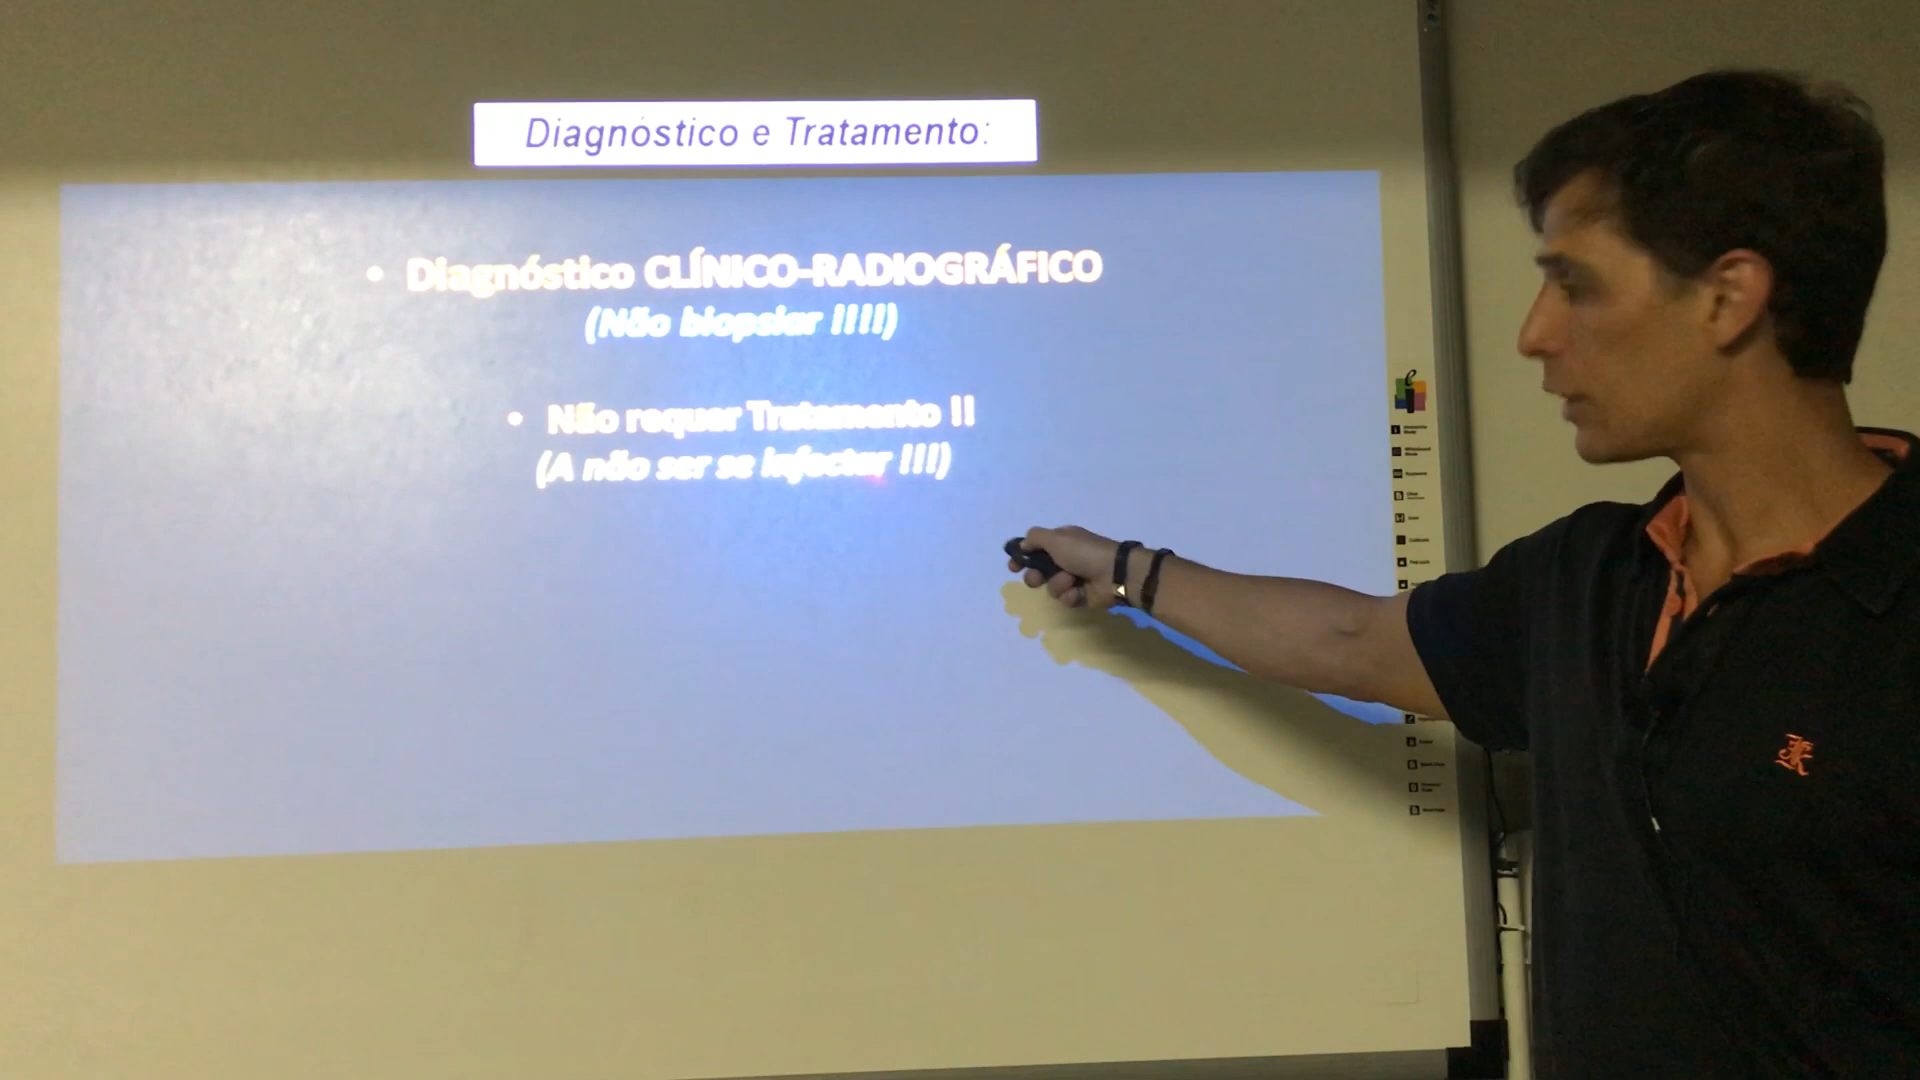 Diagnóstico e Tratamento:
• Diagnóstico CLÍNICO-RADIOGRÁFICO
(Não biopsiar !!!!)
• Não requer Tratamento !!
(A não ser se infectar !!!)